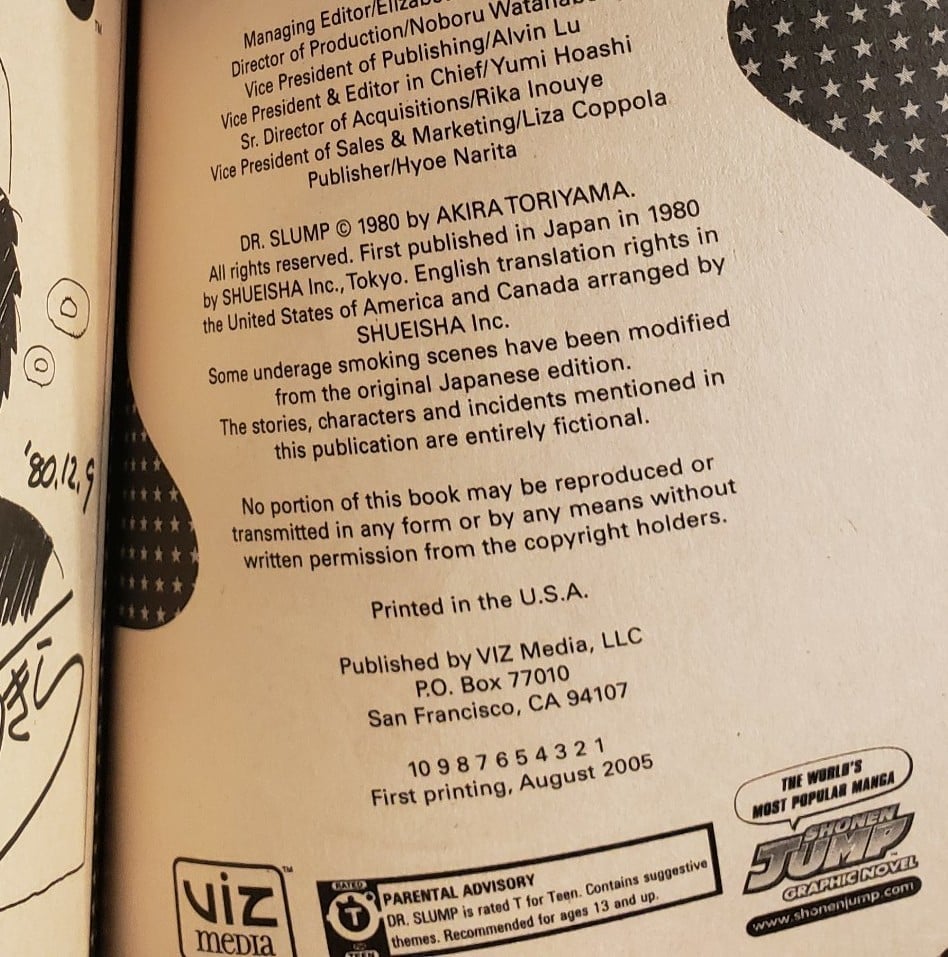 Managing Editor/
Director of Production/Noboru
Vice President of Publishing/Alvin Lu
Vice President & Editor in Chief/Yumi Hoashi
Sr. Director of Acquisitions/Rika Inouye
Vice President of Sales & Marketing/Liza Coppola
Publisher/Hyoe Narita
DR. SLUMP © 1980 by AKIRA TORIYAMA.
All rights reserved. First published in Japan in 1980
by SHUEISHA Inc., Tokyo. English translation rights in
the United States of America and Canada arranged by
SHUEISHA Inc.
Some underage smoking scenes have been modified
from the original Japanese edition.
The stories, characters and incidents mentioned in
this publication are entirely fictional.
No portion of this book may be reproduced or
transmitted in any form or by any means without
written permission from the copyright holders.
Printed in the U.S.A.
Published by VIZ Media, LLC
P.O. Box 77010
San Francisco, CA 94107
10 9 8 7 6 5 4 3 2 1
First printing, August 2005
'80.12.9
VIZ
MEDIA
™
RATED
T
TEEN
PARENTAL ADVISORY
DR. SLUMP is rated T for Teen. Contains suggestive
themes. Recommended for ages 13 and up.
THE WORLD'S
MOST POPULAR MANGA
SHONEN
JUMP
GRAPHIC NOVEL
www.shonenjump.com